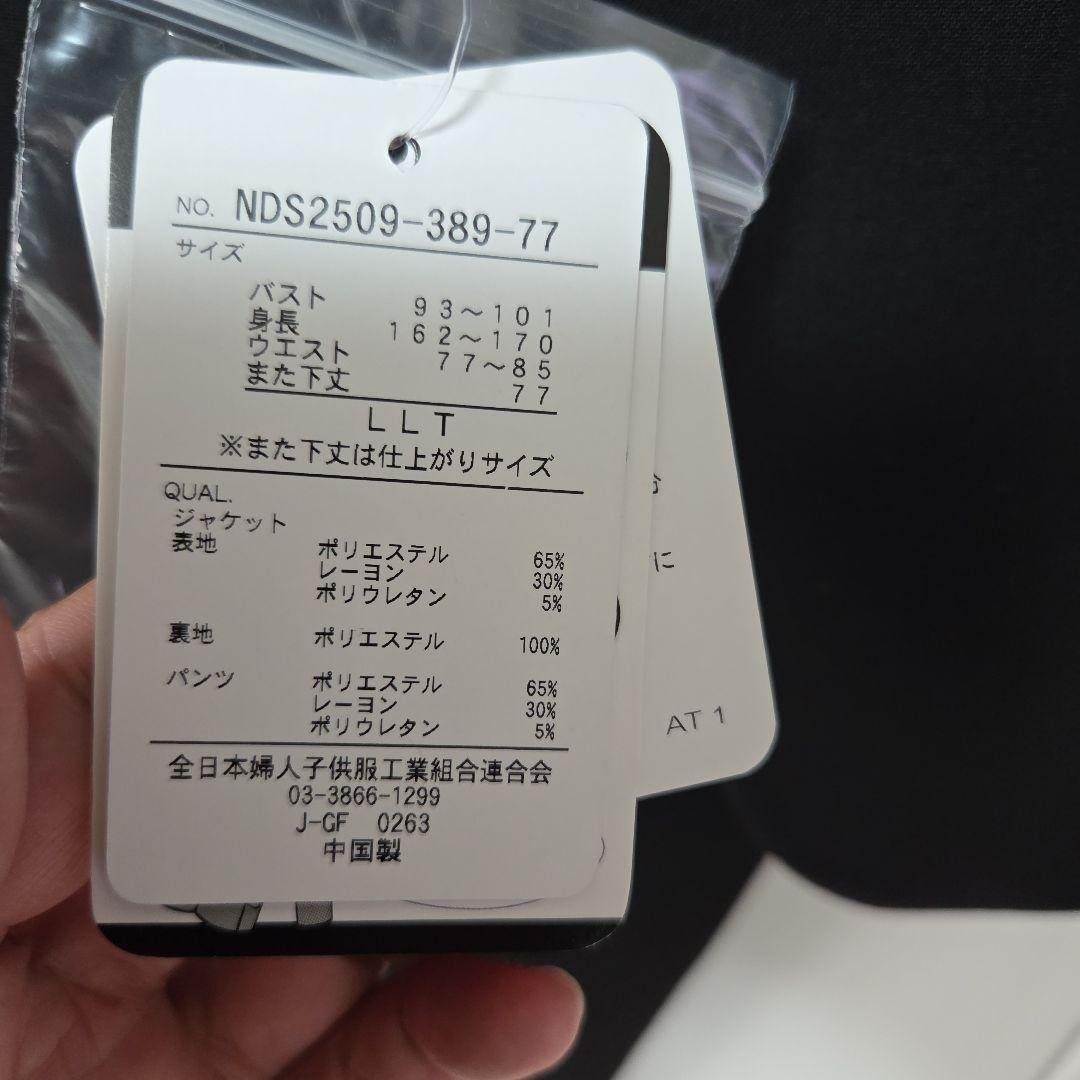 NO. NDS2509-389-77
サイズ
バスト 93～101
身長 162～170
ウエスト 77～85
また下丈 77
LLT
※また下丈は仕上がりサイズ
QUAL.
ジャケット
表地 ポリエステル 65%
レーヨン 30%
ポリウレタン 5%
裏地 ポリエステル 100%
パンツ ポリエステル 65%
レーヨン 30%
ポリウレタン 5%
全日本婦人子供服工業組合連合会
03-3866-1299
J-GF 0263
中国製
に
AT 1